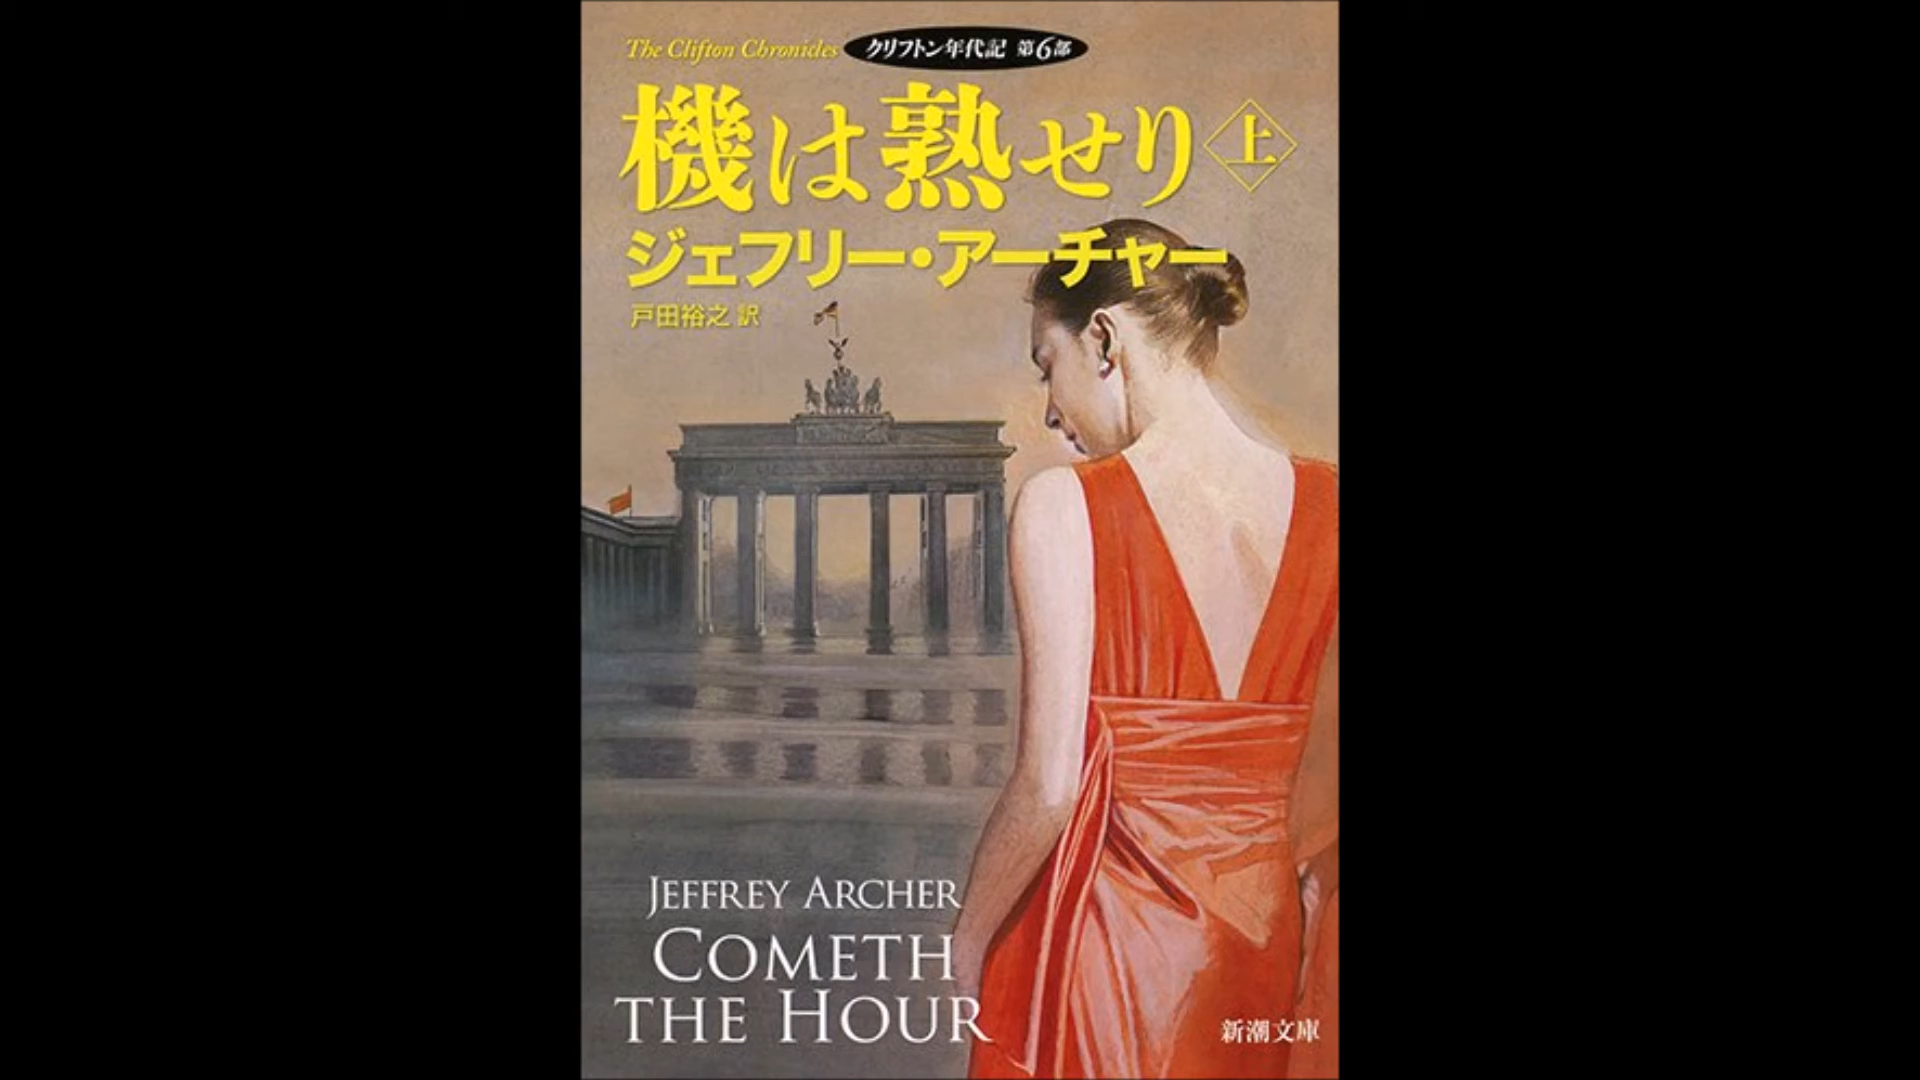 The Clifton Chronicles クリフトン年代記 第6部
機は熟せり 上
ジェフリー・アーチャー
戸田裕之 訳
JEFFREY ARCHER
COMETH
THE HOUR
新潮文庫